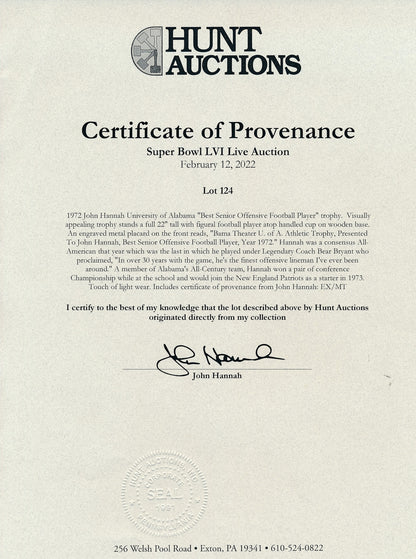 HUNT
AUCTIONS
Certificate of Provenance
Super Bowl LVI Live Auction
February 12, 2022
Lot 124
1972 John Hannah University of Alabama "Best Senior Offensive Football Player" trophy. Visually
appealing trophy stands a full 22" tall with figural football player atop handled cup on wooden base.
An engraved metal placard on the front reads, "Bama Theater U. of A. Athletic Trophy, Presented
To John Hannah, Best Senior Offensive Football Player, Year 1972." Hannah was a consensus All-
American that year which was the last in which he played under Legendary Coach Bear Bryant who
proclaimed, "In over 30 years with the game, he's the finest offensive lineman I've ever been
around." A member of Alabama's All-Century team, Hannah won a pair of conference
Championship while at the school and would join the New England Patriots as a starter in 1973.
Touch of light wear. Includes certificate of provenance from John Hannah: EX/MT
I certify to the best of my knowledge that the lot described above by Hunt Auctions
originated directly from my collection
John Hannah
John Hannah
HUNT AUCTIONS, INC.
CORPORATE
SEAL
1991
PENNSYLVANIA
256 Welsh Pool Road • Exton, PA 19341 • 610-524-0822